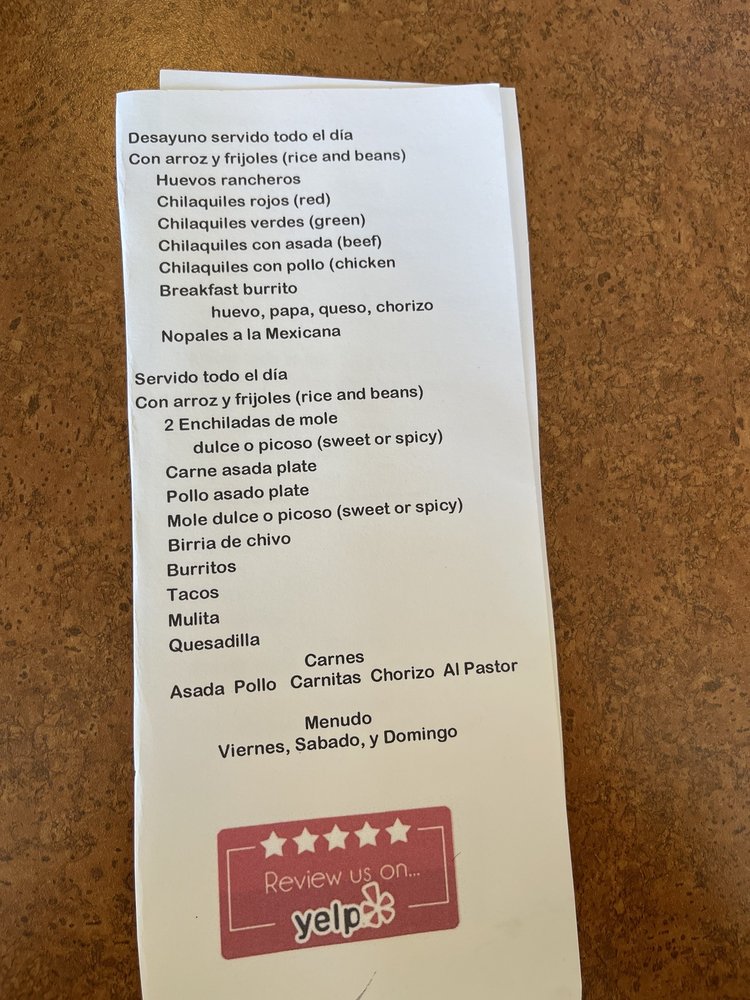 Desayuno servido todo el día
Con arroz y frijoles (rice and beans)
Huevos rancheros
Chilaquiles rojos (red)
Chilaquiles verdes (green)
Chilaquiles con asada (beef)
Chilaquiles con pollo (chicken
Breakfast burrito
huevo, papa, queso, chorizo
Nopales a la Mexicana
Servido todo el día
Con arroz y frijoles (rice and beans)
2 Enchiladas de mole
dulce o picoso (sweet or spicy)
Carne asada plate
Pollo asado plate
Mole dulce o picoso (sweet or spicy)
Birria de chivo
Burritos
Tacos
Mulita
Quesadilla
Carnes
Asada Pollo Carnitas Chorizo Al Pastor
Menudo
Viernes, Sabado, y Domingo
Review us on...
yelp